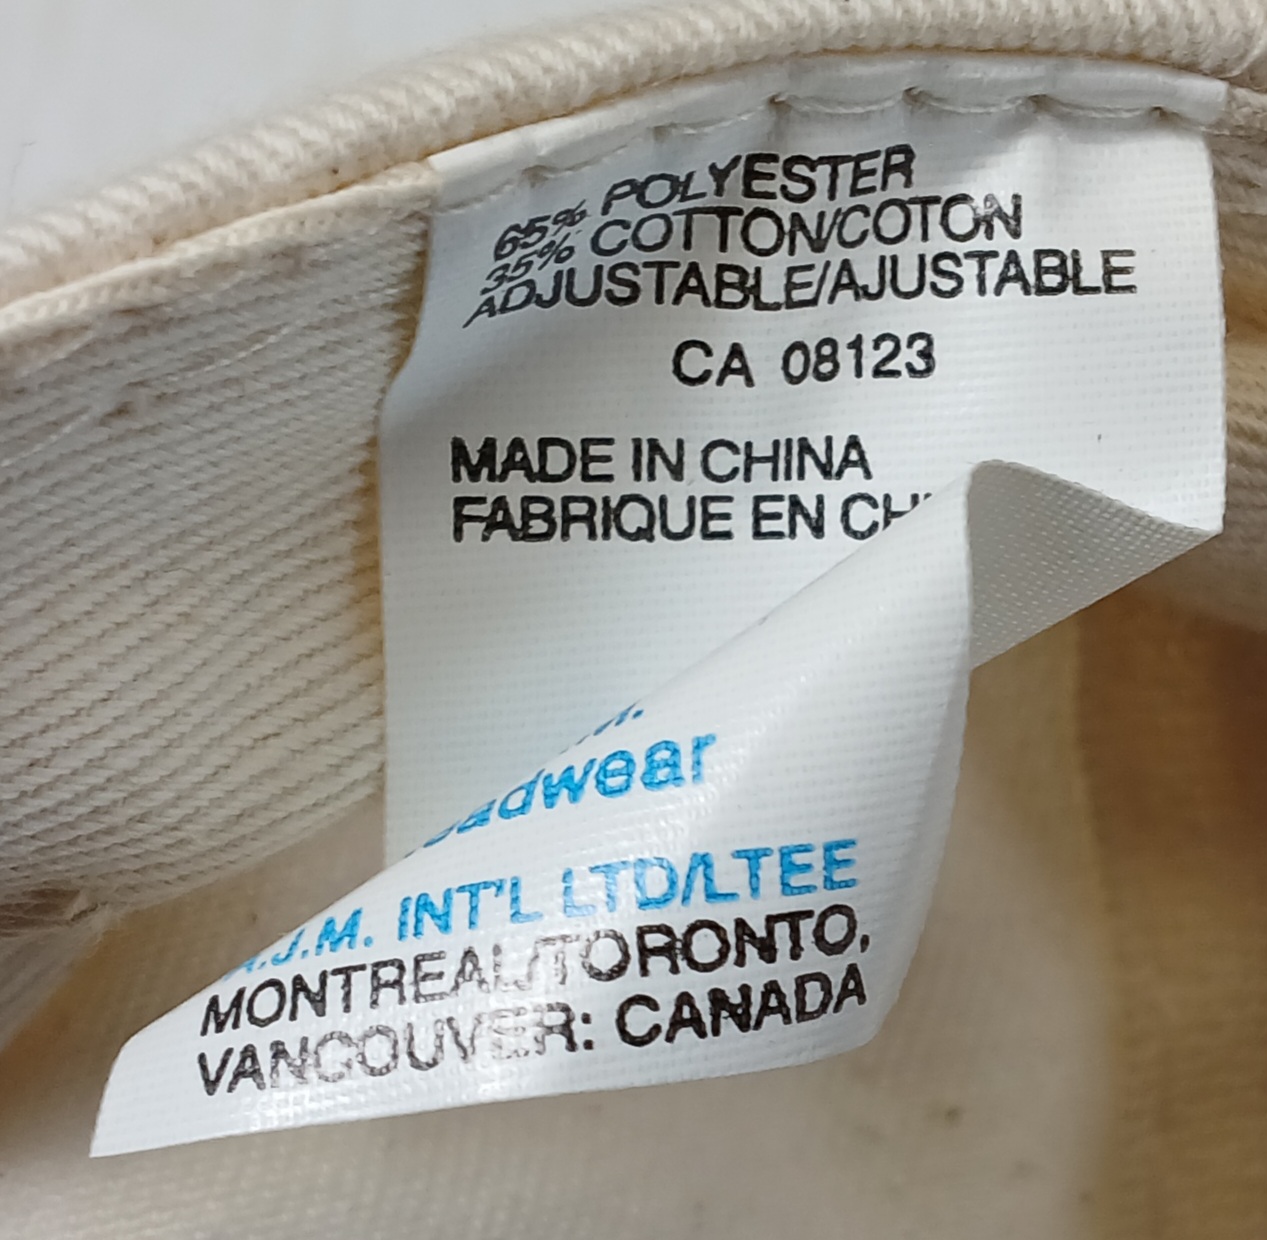 65% POLYESTER
35% COTTON/COTON
ADJUSTABLE/AJUSTABLE
CA 08123
MADE IN CHINA
FABRIQUE EN
A.J.M. INT'L LTD/LTEE
MONTREAL/TORONTO,
VANCOUVER: CANADA